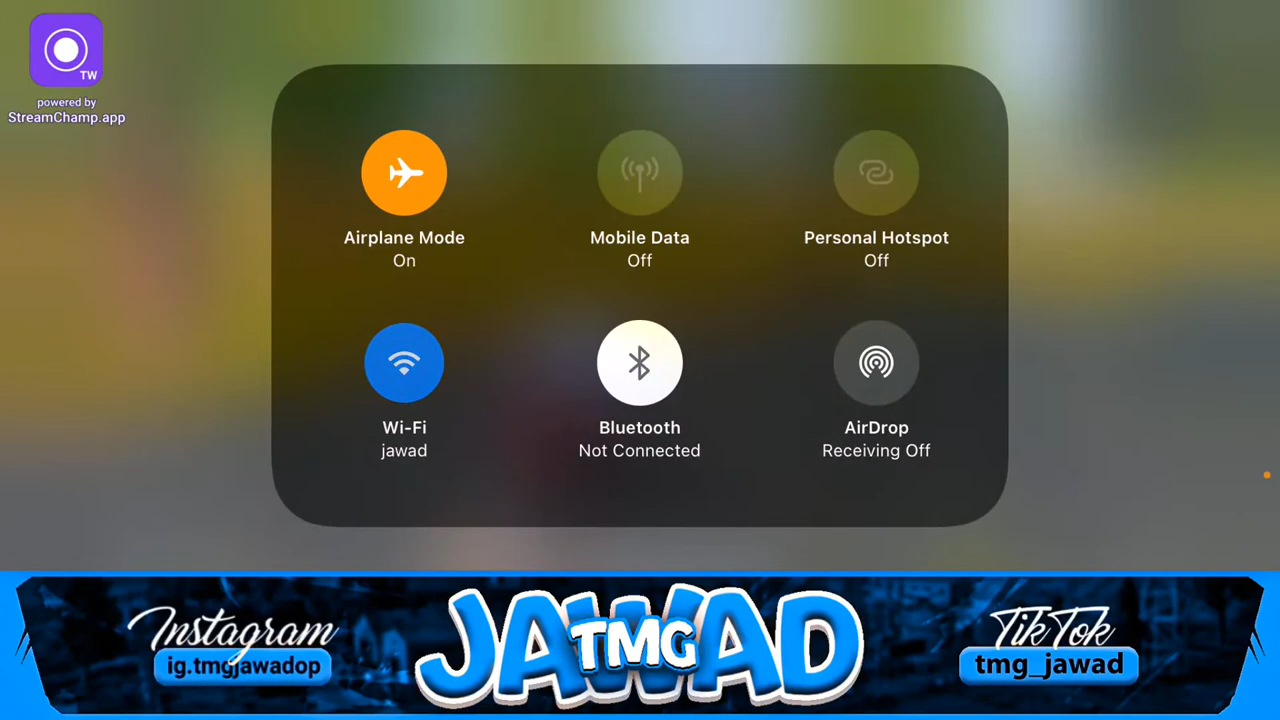 TW
powered by
StreamChamp.app
Airplane Mode
On
Mobile Data
Off
Personal Hotspot
Off
Wi-Fi
jawad
Bluetooth
Not Connected
AirDrop
Receiving Off
Instagram
ig.tmgjawadop
JAWAD
TMG
TikTok
tmg_jawad